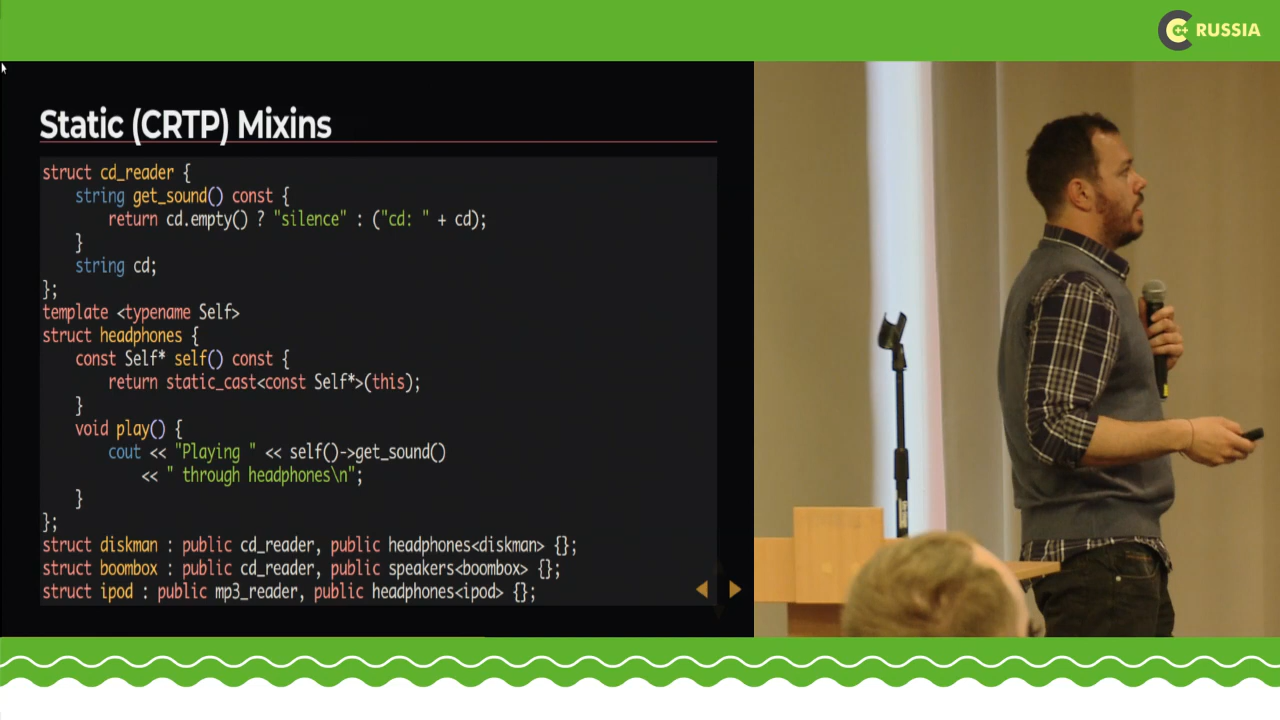 C++ RUSSIA
Static (CRTP) Mixins
struct cd_reader {
    string get_sound() const {
        return cd.empty() ? "silence" : ("cd: " + cd);
    }
    string cd;
};
template <typename Self>
struct headphones {
    const Self* self() const {
        return static_cast<const Self*>(this);
    }
    void play() {
        cout << "Playing " << self()->get_sound()
            << " through headphones\n";
    }
};
struct diskman : public cd_reader, public headphones<diskman> {};
struct boombox : public cd_reader, public speakers<boombox> {};
struct ipod : public mp3_reader, public headphones<ipod> {};